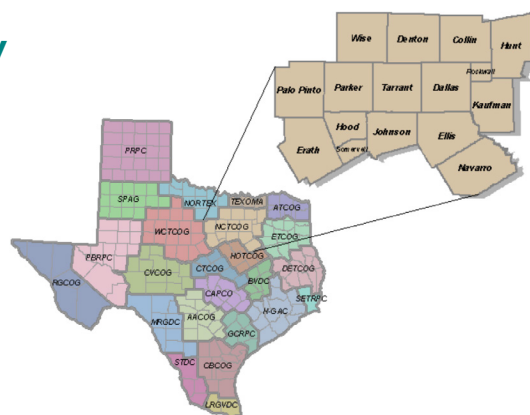 y
Wise Denton Collin Hunt
Rockwall
Palo Pinto Parker Tarrant Dallas Kaufman
Hood Johnson Ellis
Erath Somervell
Navarro
PRPC
SPAG NORTEX TEXOMA ATCOG
WCTCOG NCTCOG ETCOG
PBRPC HOTCOG
RGCOG CVCOG CTCOG BVDC DETCOG
CAPCO SETRPC
MRGDC AACOG H-GAC
GCRPC
STDC CBCOG
LRGVDC